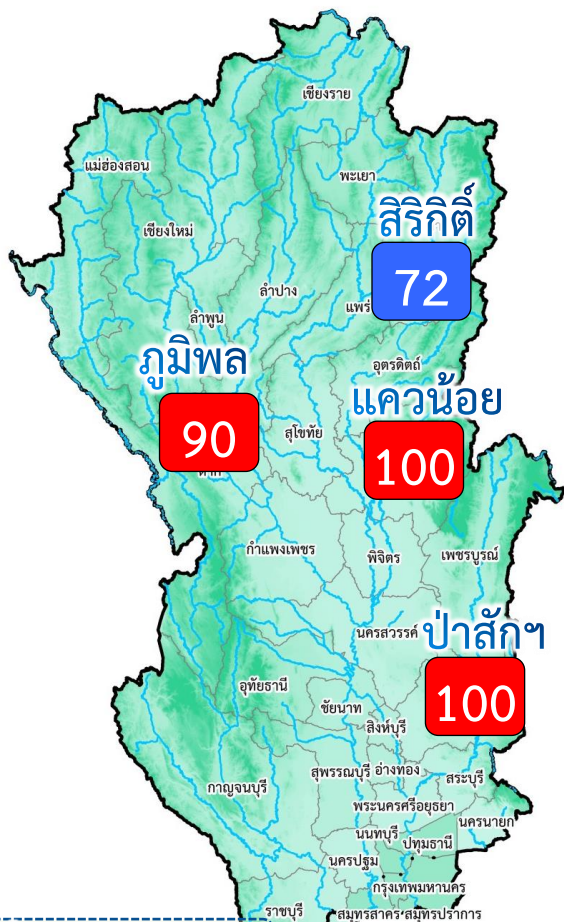 เชียงราย
แม่ฮ่องสอน
พะเยา
เชียงใหม่
สิริกิติ์
72
ลำปาง
แพร่
ลำพูน
ภูมิพล
90
ตาก
อุตรดิตถ์
แควน้อย
100
สุโขทัย
กำแพงเพชร
พิจิตร
เพชรบูรณ์
นครสวรรค์
ป่าสักฯ
100
อุทัยธานี
ชัยนาท
สิงห์บุรี
สุพรรณบุรี
อ่างทอง
สระบุรี
กาญจนบุรี
พระนครศรีอยุธยา
นครนายก
นนทบุรี
ปทุมธานี
นครปฐม
กรุงเทพมหานคร
ราชบุรี
สมุทรสาคร
สมุทรปราการ